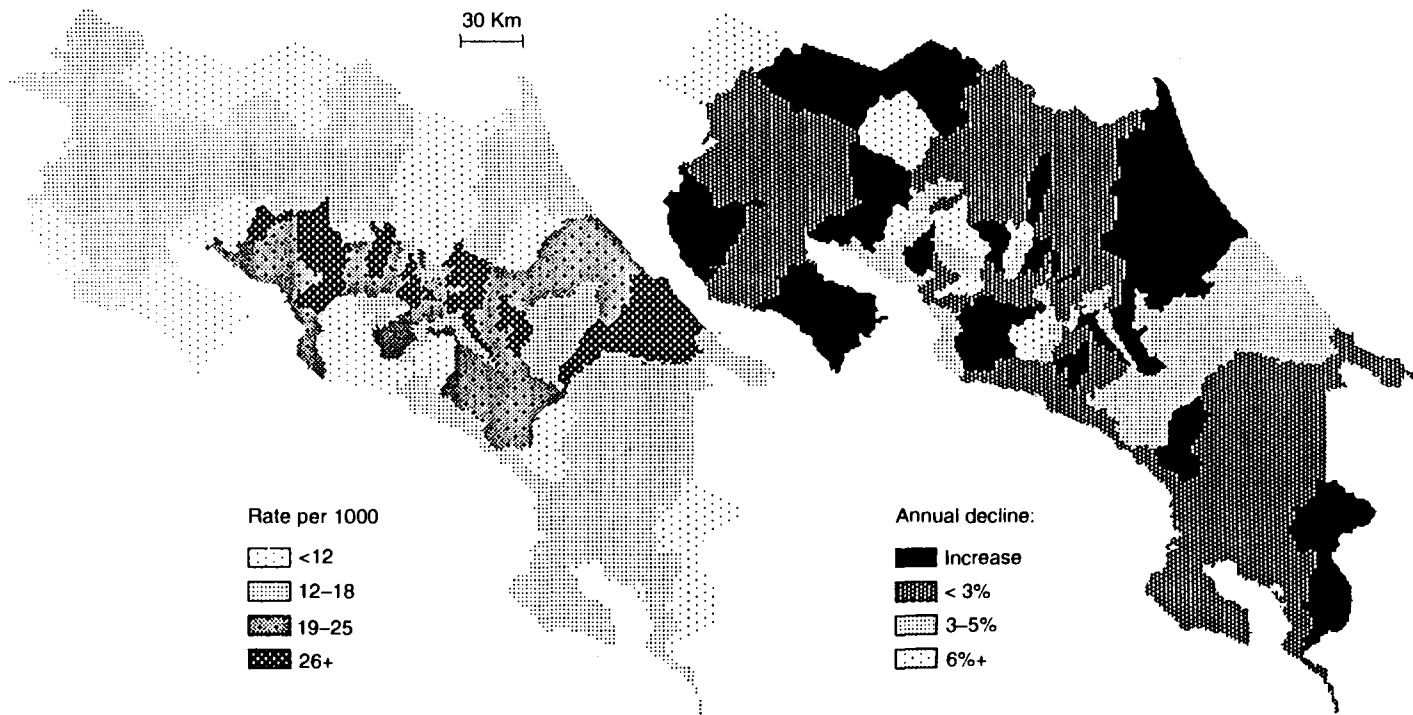 30 Km
Rate per 1000
<12
12–18
19–25
26+
Annual decline:
Increase
< 3%
3–5%
6%+